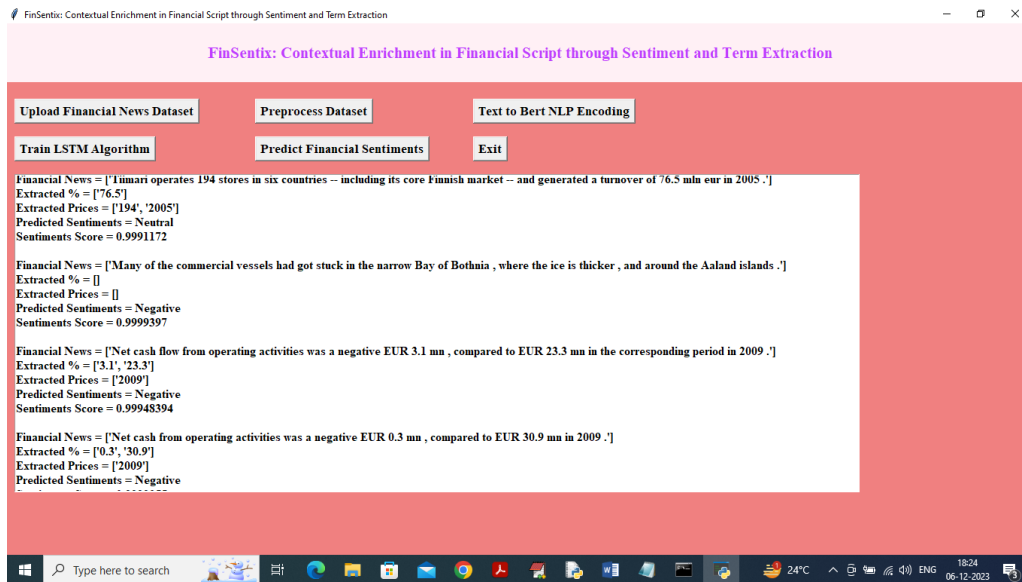 FinSentix: Contextual Enrichment in Financial Script through Sentiment and Term Extraction
FinSentix: Contextual Enrichment in Financial Script through Sentiment and Term Extraction
Upload Financial News Dataset
Preprocess Dataset
Text to Bert NLP Encoding
Train LSTM Algorithm
Predict Financial Sentiments
Exit
Financial News = ['Tiimari operates 194 stores in six countries -- including its core Finnish market -- and generated a turnover of 76.5 mln eur in 2005 .']
Extracted % = ['76.5']
Extracted Prices = ['194', '2005']
Predicted Sentiments = Neutral
Sentiments Score = 0.9991172
Financial News = ['Many of the commercial vessels had got stuck in the narrow Bay of Bothnia , where the ice is thicker , and around the Aaland islands .']
Extracted % = []
Extracted Prices = []
Predicted Sentiments = Negative
Sentiments Score = 0.9999397
Financial News = ['Net cash flow from operating activities was a negative EUR 3.1 mn , compared to EUR 23.3 mn in the corresponding period in 2009 .']
Extracted % = ['3.1', '23.3']
Extracted Prices = ['2009']
Predicted Sentiments = Negative
Sentiments Score = 0.99948394
Financial News = ['Net cash from operating activities was a negative EUR 0.3 mn , compared to EUR 30.9 mn in 2009 .']
Extracted % = ['0.3', '30.9']
Extracted Prices = ['2009']
Predicted Sentiments = Negative
Type here to search
24°C
ENG
18:24
06-12-2023
3